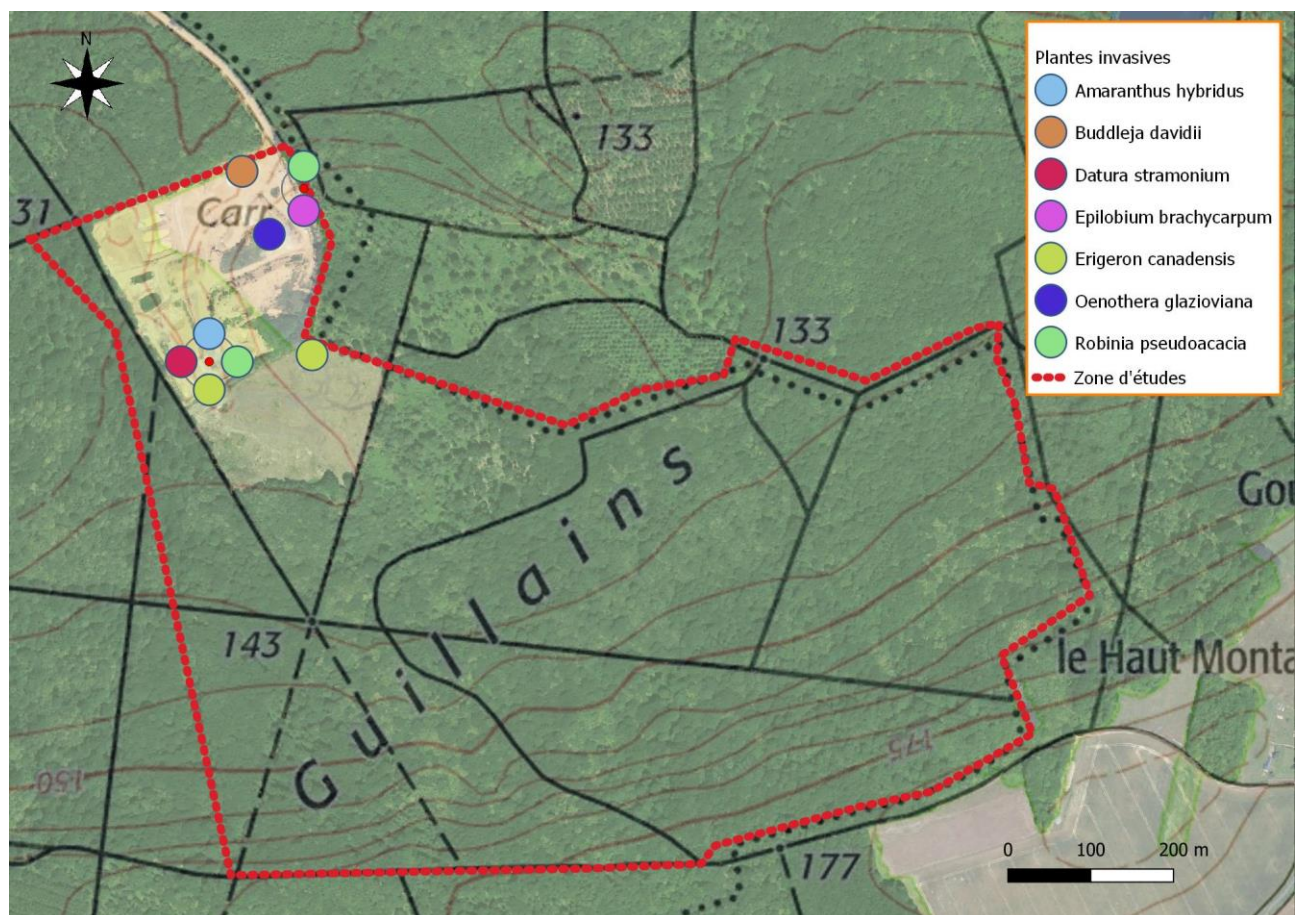 N
Plantes invasives
Amaranthus hybridus
Buddleja davidii
Datura stramonium
Epilobium brachycarpum
Erigeron canadensis
Oenothera glazioviana
Robinia pseudoacacia
Zone d'études
133
31
Carr
133
Guillains
Gou
143
le Haut Monta
175
150
177
0 100 200 m